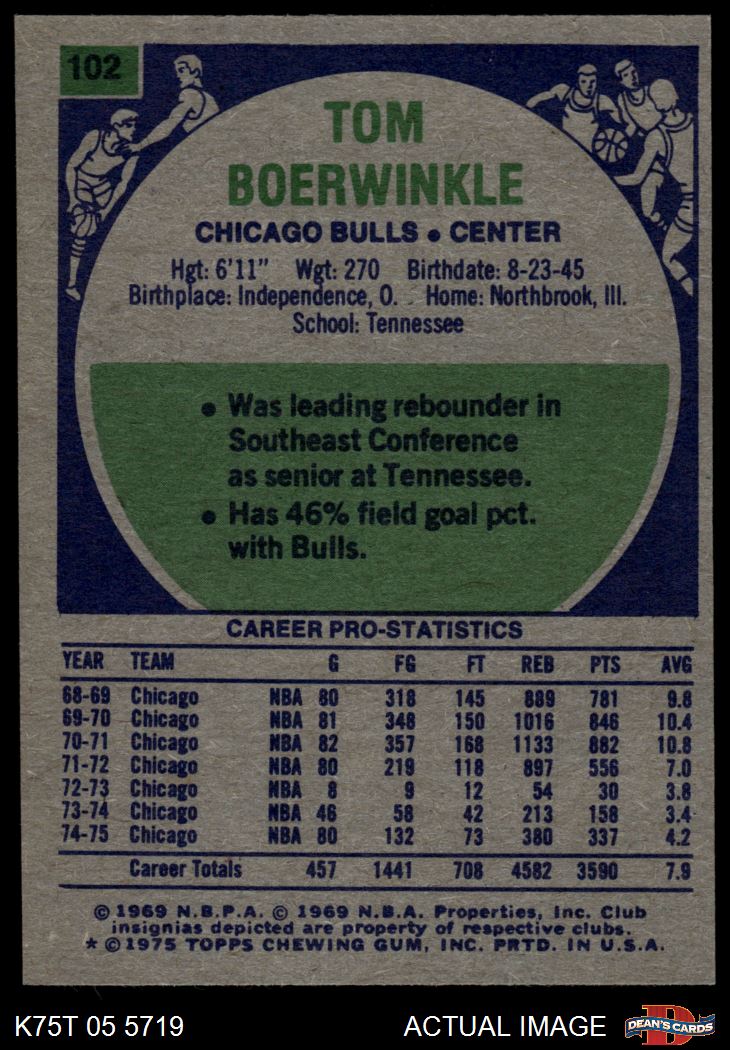 102
TOM
BOERWINKLE
CHICAGO BULLS • CENTER
Hgt: 6'11" Wgt: 270 Birthdate: 8-23-45
Birthplace: Independence, O. Home: Northbrook, Ill.
School: Tennessee
• Was leading rebounder in
Southeast Conference
as senior at Tennessee.
• Has 46% field goal pct.
with Bulls.
CAREER PRO-STATISTICS
YEAR TEAM G FG FT REB PTS AVG
68-69 Chicago NBA 80 318 145 889 781 9.8
69-70 Chicago NBA 81 348 150 1016 846 10.4
70-71 Chicago NBA 82 357 168 1133 882 10.8
71-72 Chicago NBA 80 219 118 897 556 7.0
72-73 Chicago NBA 8 9 12 54 30 3.8
73-74 Chicago NBA 46 58 42 213 158 3.4
74-75 Chicago NBA 80 132 73 380 337 4.2
Career Totals 457 1441 708 4582 3590 7.9
© 1969 N.B.P.A. © 1969 N.B.A. Properties, Inc. Club
insignias depicted are property of respective clubs.
* © 1975 TOPPS CHEWING GUM, INC. PRTD. IN U.S.A.
K75T 05 5719 ACTUAL IMAGE D DEAN'S CARDS